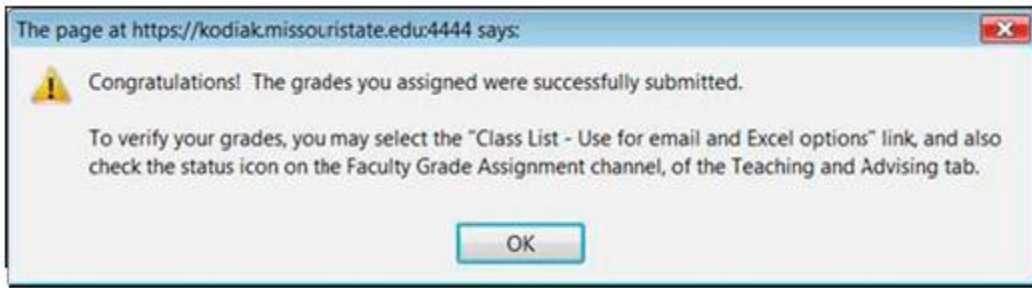 The page at https://kodiak.missouristate.edu:4444 says:
Congratulations! The grades you assigned were successfully submitted.
To verify your grades, you may select the "Class List - Use for email and Excel options" link, and also
check the status icon on the Faculty Grade Assignment channel, of the Teaching and Advising tab.
OK